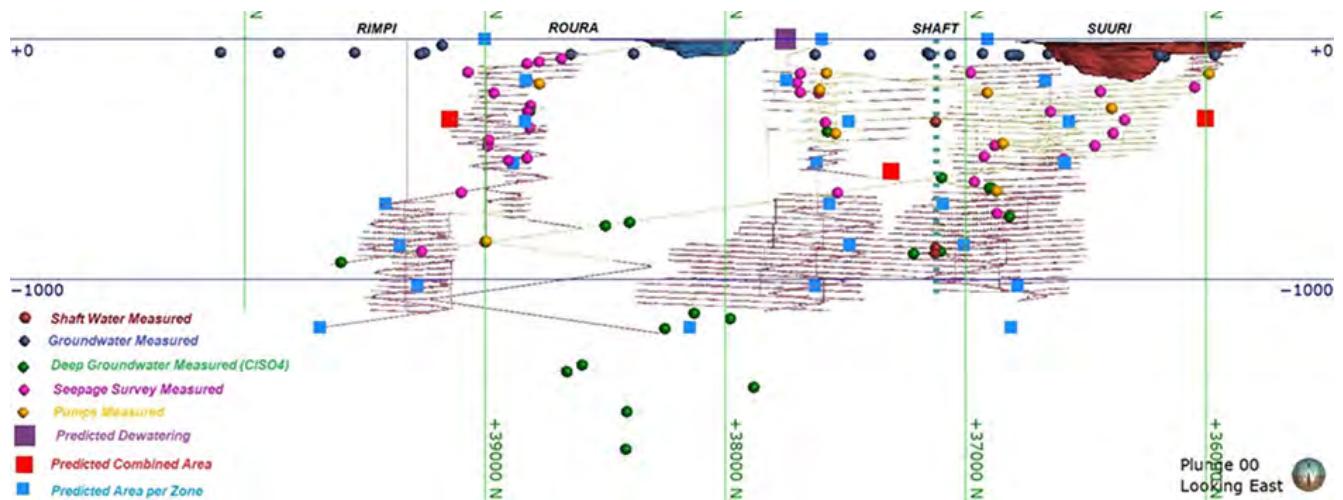 N N N N N
RIMPI ROURA SHAFT SUURI
+0 +0
-1000 -1000
Shaft Water Measured
Groundwater Measured
Deep Groundwater Measured (ClSO4)
Seepage Survey Measured
Pumps Measured
Predicted Dewatering
Predicted Combined Area
Predicted Area per Zone
+39000 N
+38000 N
+37000 N
Plunge 00
Looking East